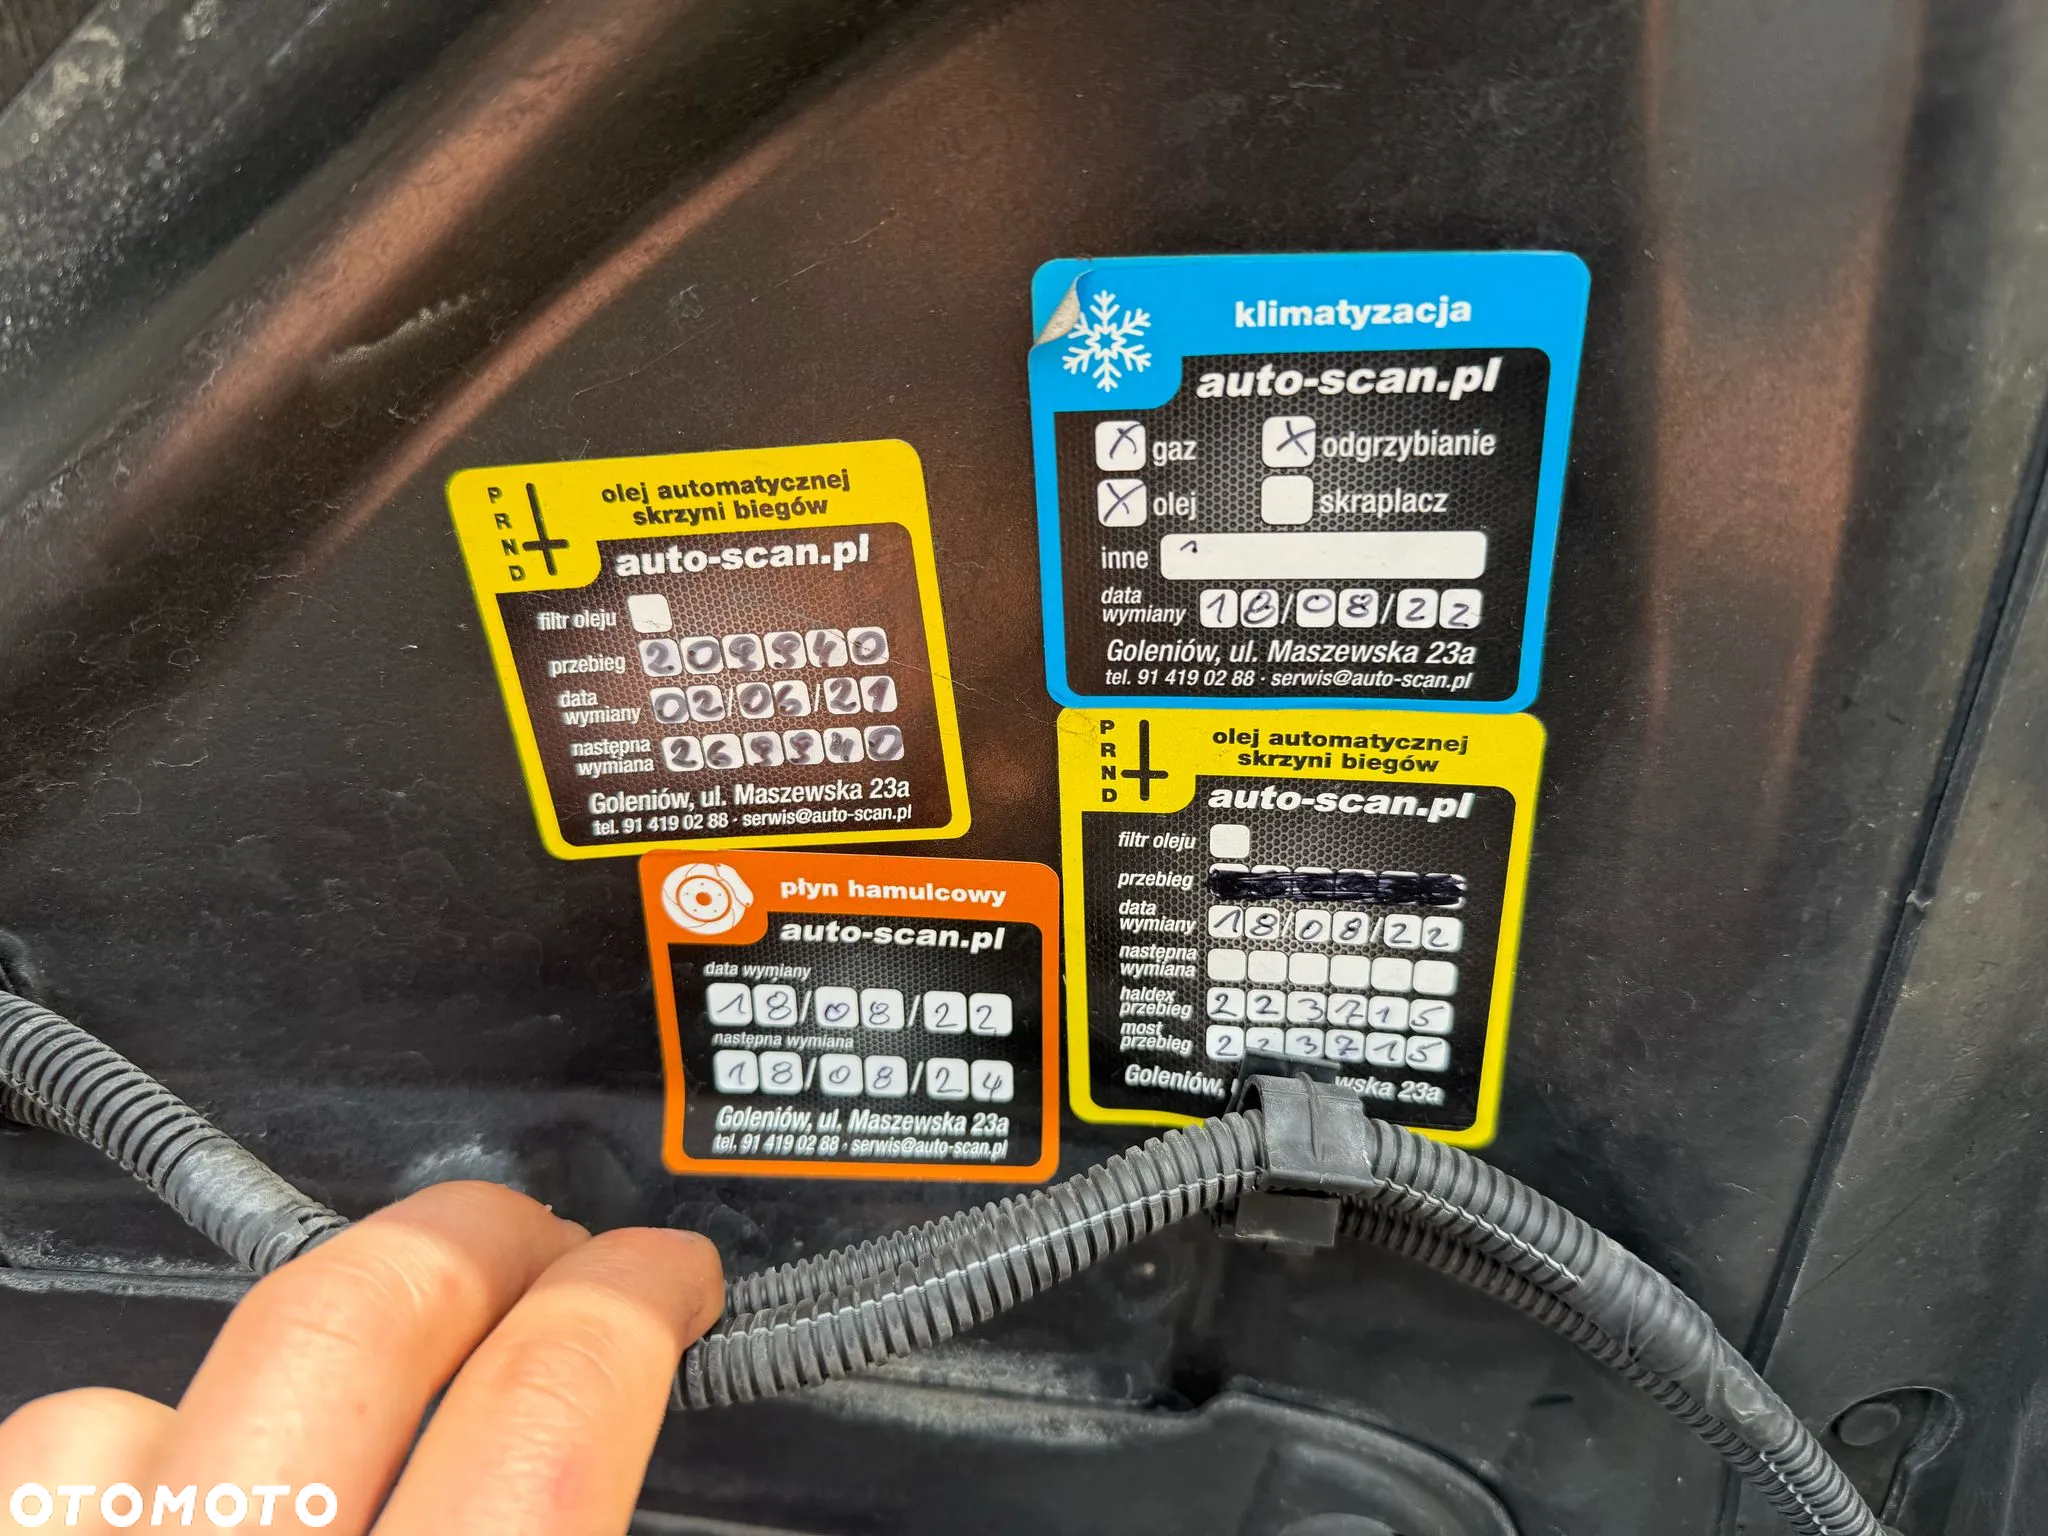 P
R
N
D
olej automatycznej
skrzyni biegów
auto-scan.pl
filtr oleju
przebieg 209940
data
wymiany 02/06/21
następna
wymiana 269940
Goleniów, ul. Maszewska 23a
tel. 91 419 02 88 · serwis@auto-scan.pl
klimatyzacja
auto-scan.pl
X gaz X odgrzybianie
X olej skraplacz
inne
data
wymiany 18/08/22
Goleniów, ul. Maszewska 23a
tel. 91 419 02 88 · serwis@auto-scan.pl
płyn hamulcowy
auto-scan.pl
data wymiany
18/08/22
następna wymiana
18/08/24
Goleniów, ul. Maszewska 23a
tel. 91 419 02 88 · serwis@auto-scan.pl
P
R
N
D
olej automatycznej
skrzyni biegów
auto-scan.pl
filtr oleju
przebieg
data
wymiany 18/08/22
następna
wymiana
haldex
przebieg 223715
most
przebieg 223715
Goleniów, wska 23a
OTOMOTO